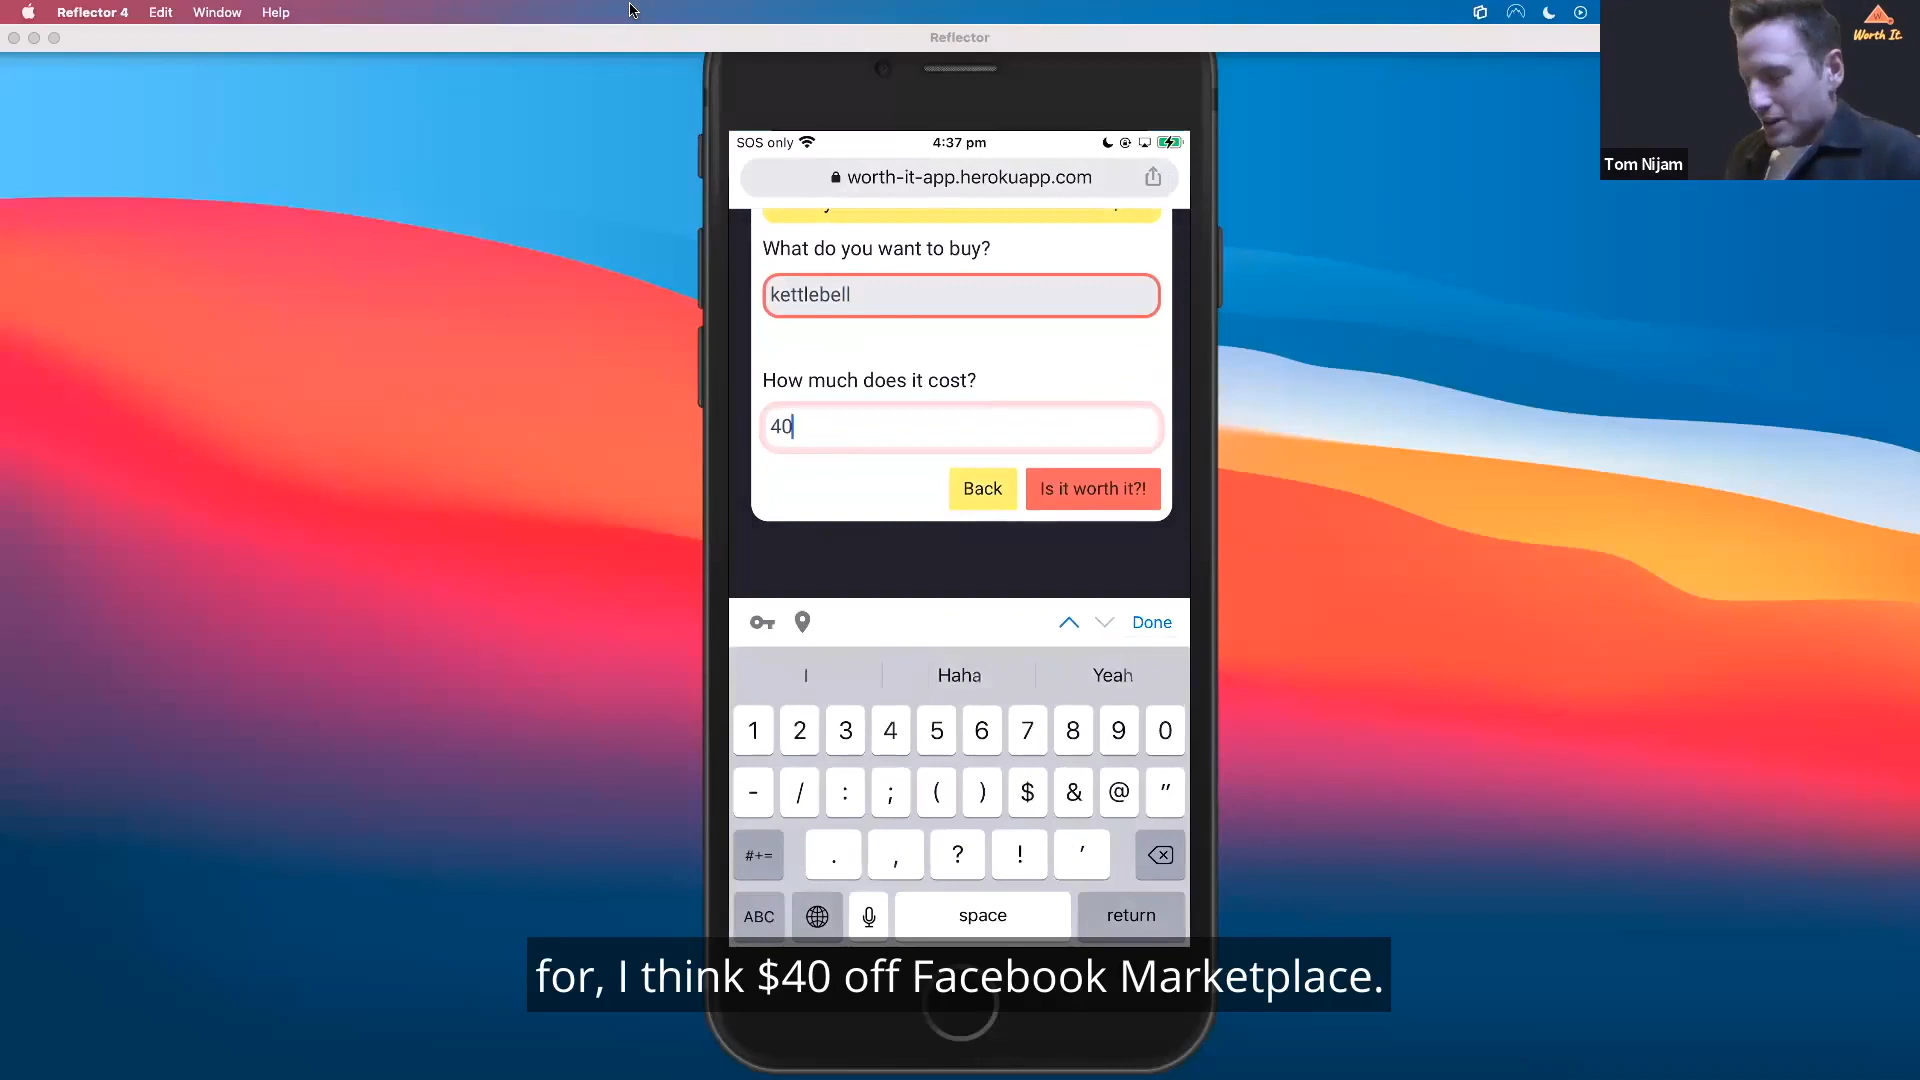 Reflector 4 Edit Window Help
Reflector
Worth It.
Tom Nijam
SOS only 4:37 pm
worth-it-app.herokuapp.com
What do you want to buy?
kettlebell
How much does it cost?
40
Back Is it worth it?!
Done
I Haha Yeah
1 2 3 4 5 6 7 8 9 0
- / : ; ( ) $ & @ "
#+= . , ? ! '
ABC space return
for, I think $40 off Facebook Marketplace.